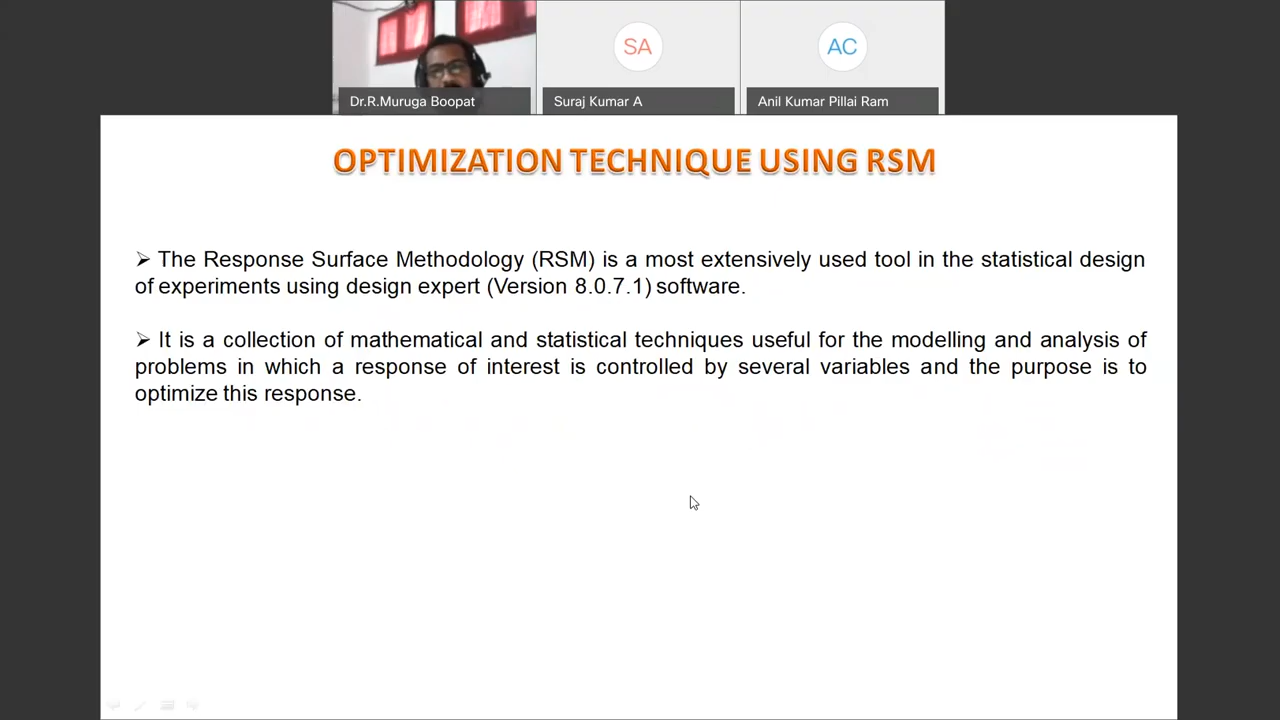 SA
AC
Dr.R.Muruga Boopat
Suraj Kumar A
Anil Kumar Pillai Ram
OPTIMIZATION TECHNIQUE USING RSM
➢ The Response Surface Methodology (RSM) is a most extensively used tool in the statistical design
of experiments using design expert (Version 8.0.7.1) software.
➢ It is a collection of mathematical and statistical techniques useful for the modelling and analysis of
problems in which a response of interest is controlled by several variables and the purpose is to
optimize this response.